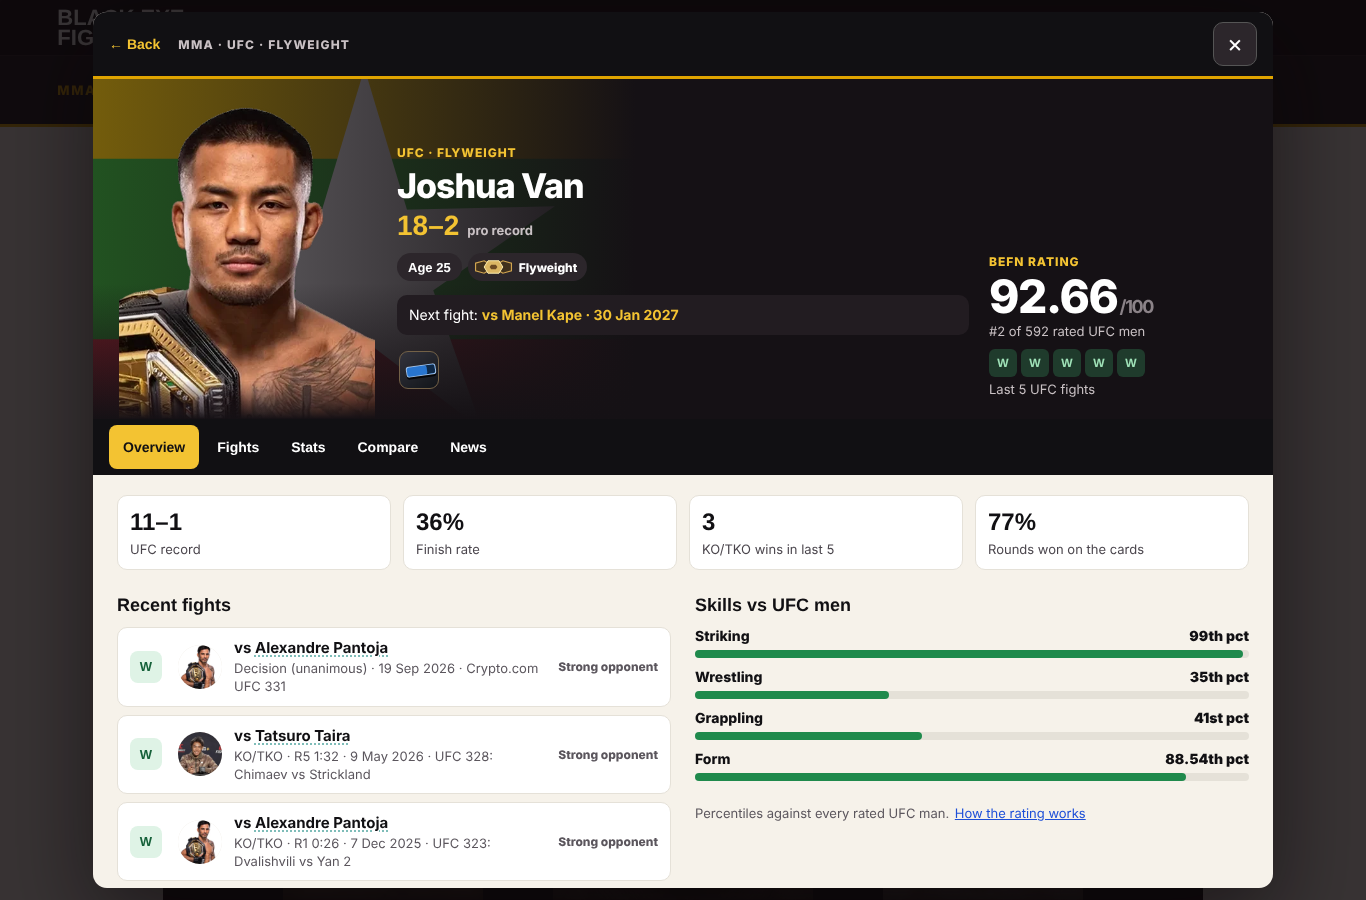 BLACK EYE
FIG
MMA
← Back
MMA · UFC · FLYWEIGHT
×
UFC · FLYWEIGHT
Joshua Van
18–2 pro record
Age 25
Flyweight
Next fight: vs Manel Kape · 30 Jan 2027
BEFN RATING
92.66/100
#2 of 592 rated UFC men
W W W W W
Last 5 UFC fights
Overview Fights Stats Compare News
11–1
UFC record
36%
Finish rate
3
KO/TKO wins in last 5
77%
Rounds won on the cards
Recent fights
W
vs Alexandre Pantoja
Decision (unanimous) · 19 Sep 2026 · Crypto.com
UFC 331
Strong opponent
W
vs Tatsuro Taira
KO/TKO · R5 1:32 · 9 May 2026 · UFC 328:
Chimaev vs Strickland
Strong opponent
W
vs Alexandre Pantoja
KO/TKO · R1 0:26 · 7 Dec 2025 · UFC 323:
Dvalishvili vs Yan 2
Strong opponent
Skills vs UFC men
Striking 99th pct
Wrestling 35th pct
Grappling 41st pct
Form 88.54th pct
Percentiles against every rated UFC man. How the rating works